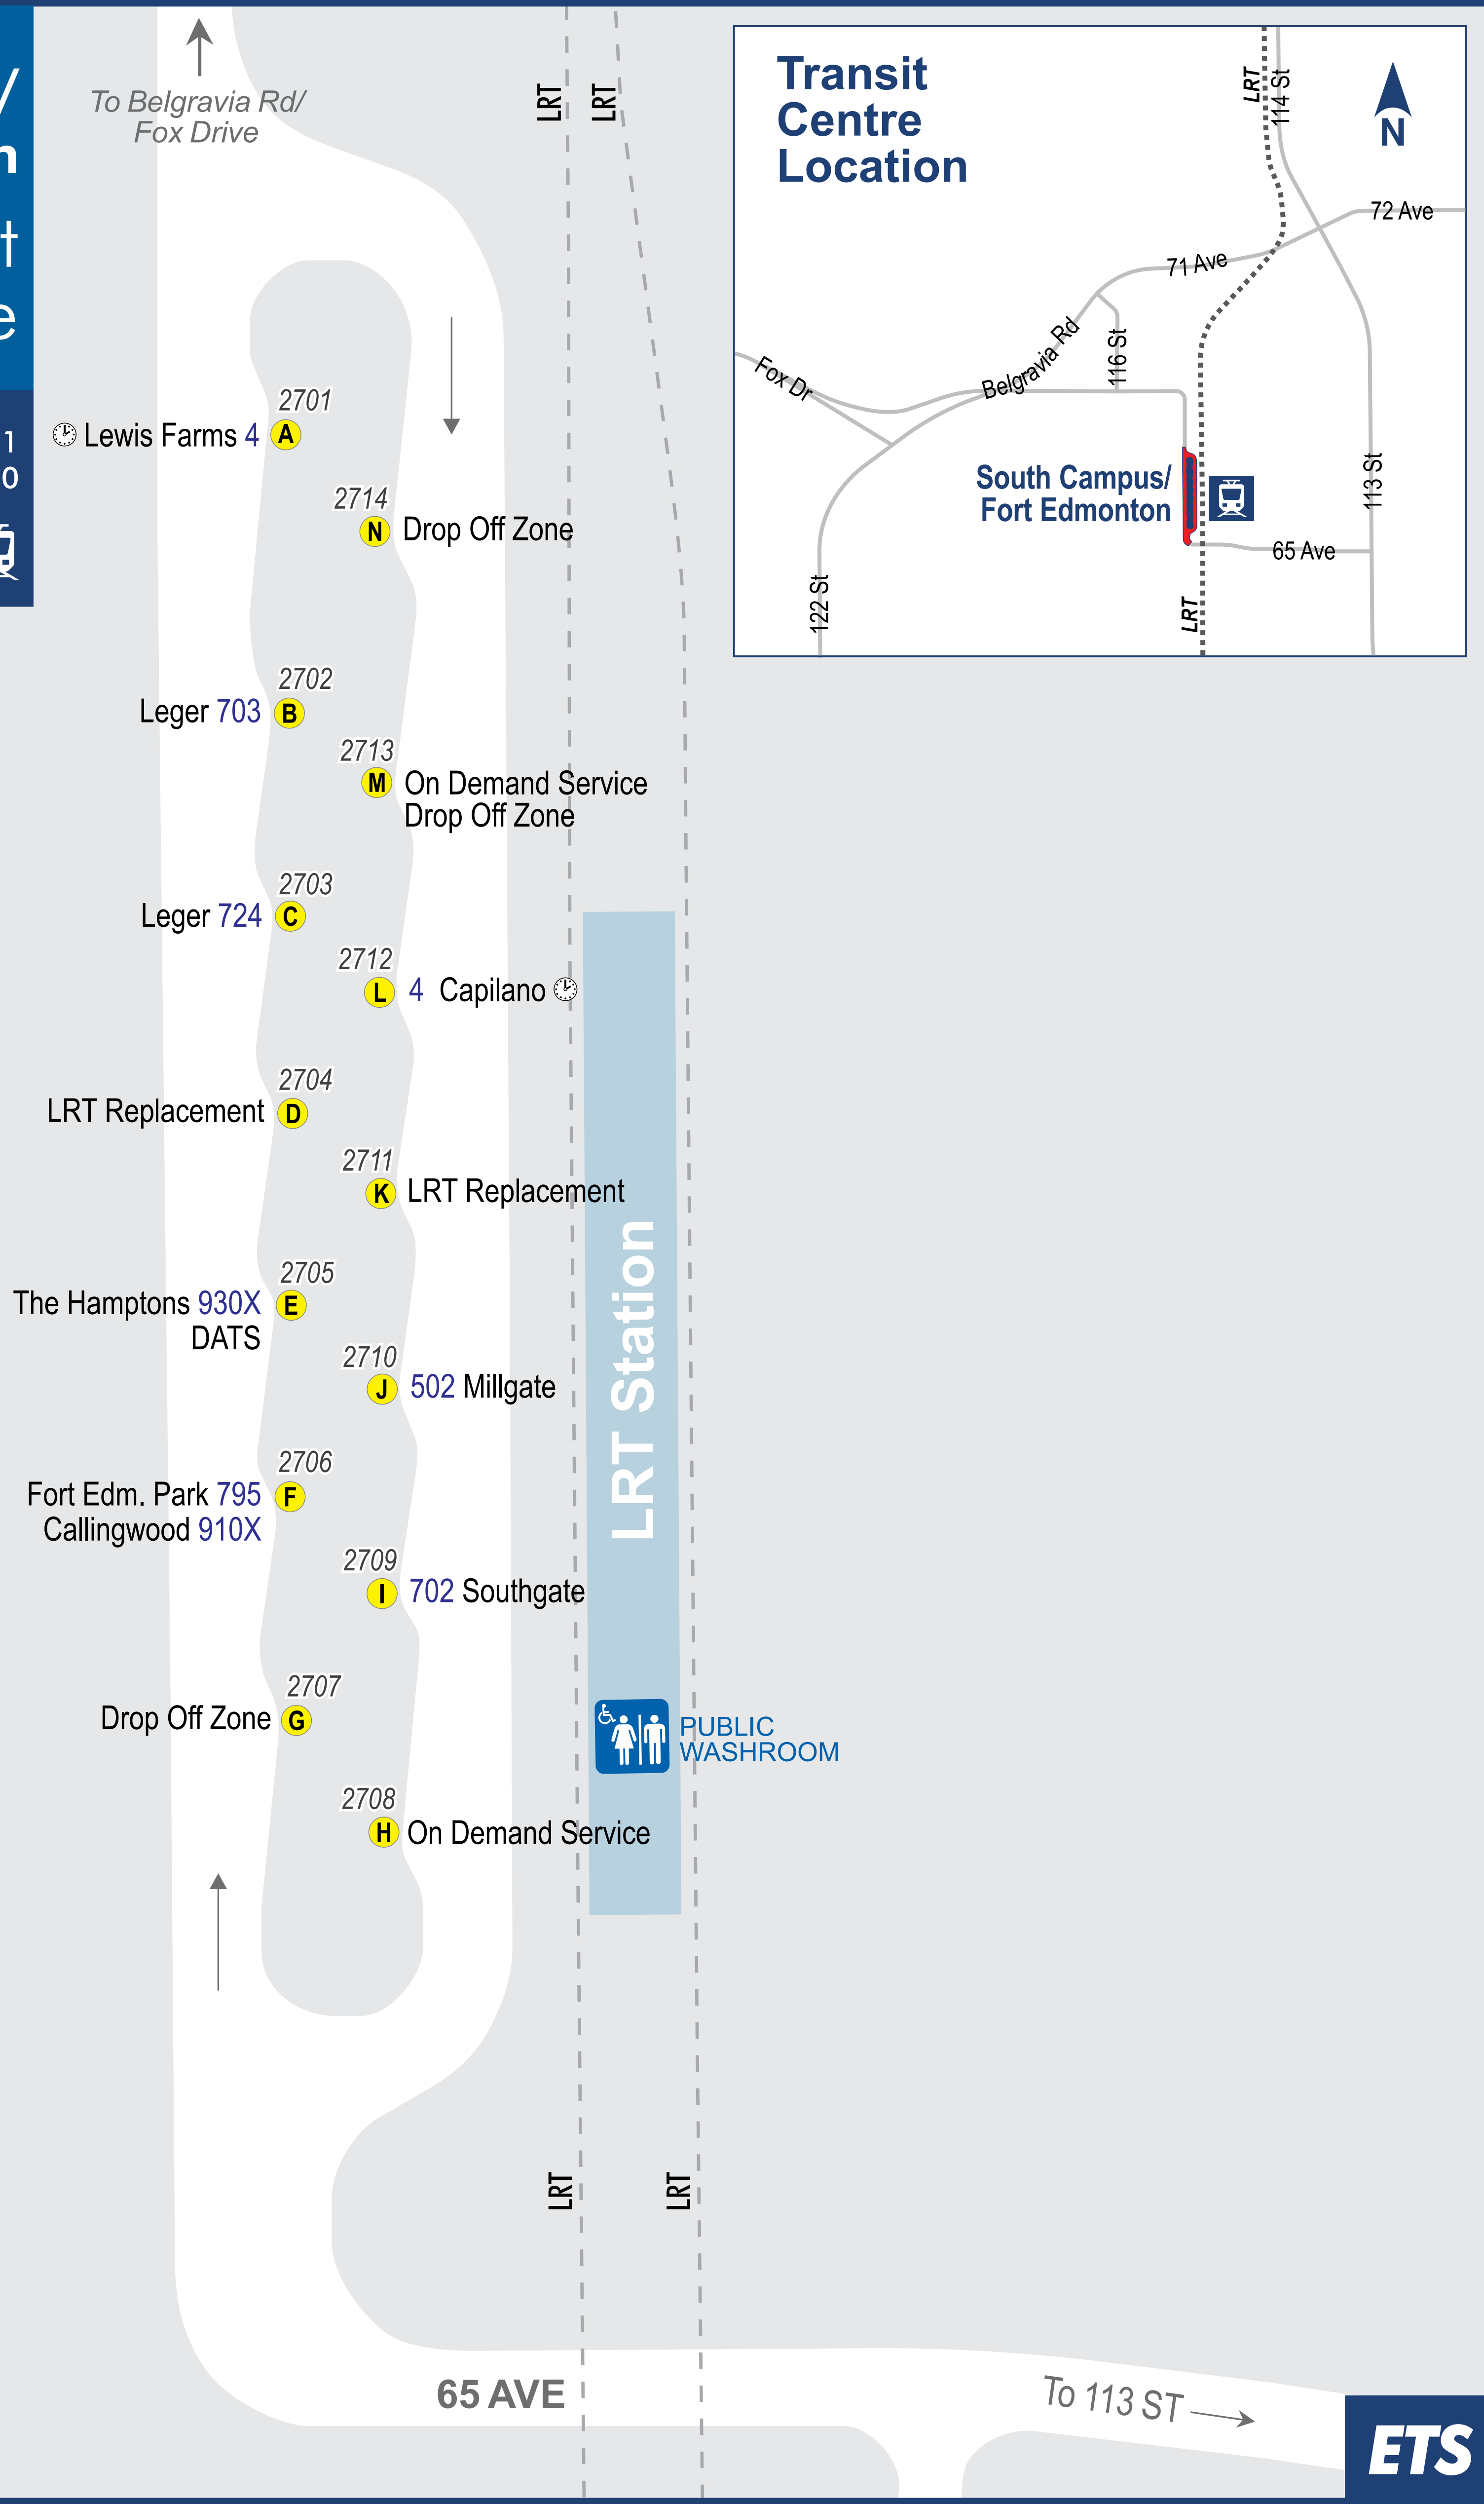 To Belgravia Rd/
Fox Drive
LRT
LRT
Transit
Centre
Location
N
LRT
114 St
72 Ave
71 Ave
116 St
Belgravia Rd
Fox Dr
South Campus/
Fort Edmonton
113 St
65 Ave
122 St
LRT
2701
Lewis Farms 4 A
2714
N Drop Off Zone
2702
Leger 703 B
2713
M On Demand Service
Drop Off Zone
2703
Leger 724 C
2712
L 4 Capilano
2704
LRT Replacement D
2711
K LRT Replacement
2705
The Hamptons 930X E
DATS
2710
J 502 Millgate
2706
Fort Edm. Park 795 F
Callingwood 910X
2709
I 702 Southgate
2707
Drop Off Zone G
2708
H On Demand Service
LRT Station
PUBLIC
WASHROOM
LRT
LRT
65 AVE
To 113 ST
ETS